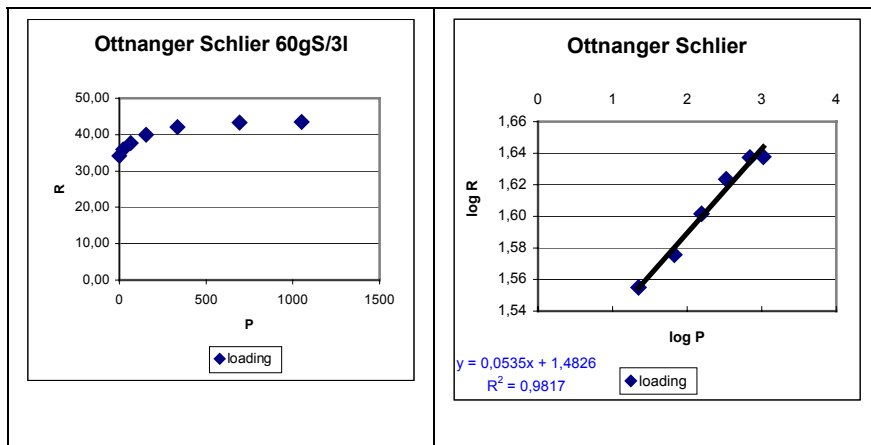 Ottnanger Schlier 60gS/3l
50,00
40,00
30,00
20,00
10,00
0,00
R
0 500 1000 1500
P
loading
Ottnanger Schlier
0 1 2 3 4
1,66
1,64
1,62
1,60
1,58
1,56
1,54
log R
log P
y = 0,0535x + 1,4826
R² = 0,9817
loading